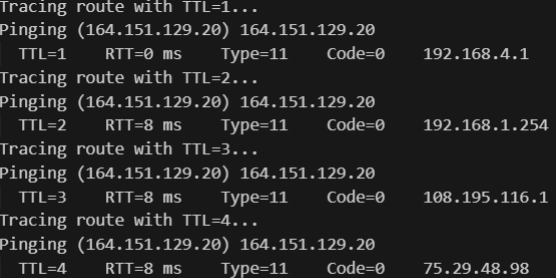 Tracing route with TTL=1...
Pinging (164.151.129.20) 164.151.129.20
TTL=1 RTT=0 ms Type=11 Code=0 192.168.4.1
Tracing route with TTL=2...
Pinging (164.151.129.20) 164.151.129.20
TTL=2 RTT=8 ms Type=11 Code=0 192.168.1.254
Tracing route with TTL=3...
Pinging (164.151.129.20) 164.151.129.20
TTL=3 RTT=8 ms Type=11 Code=0 108.195.116.1
Tracing route with TTL=4...
Pinging (164.151.129.20) 164.151.129.20
TTL=4 RTT=8 ms Type=11 Code=0 75.29.48.98